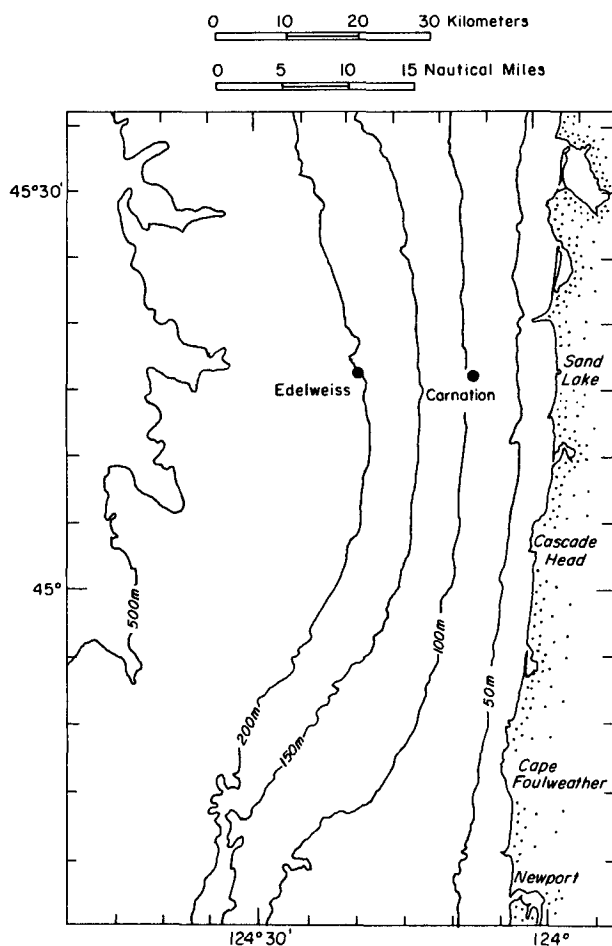 0 10 20 30 Kilometers
0 5 10 15 Nautical Miles
45°30'
Sand
Lake
Edelweiss
Carnation
Cascade
Head
45°
500m
100m
50m
200m
150m
Cape
Foulweather
Newport
124°30'
124°